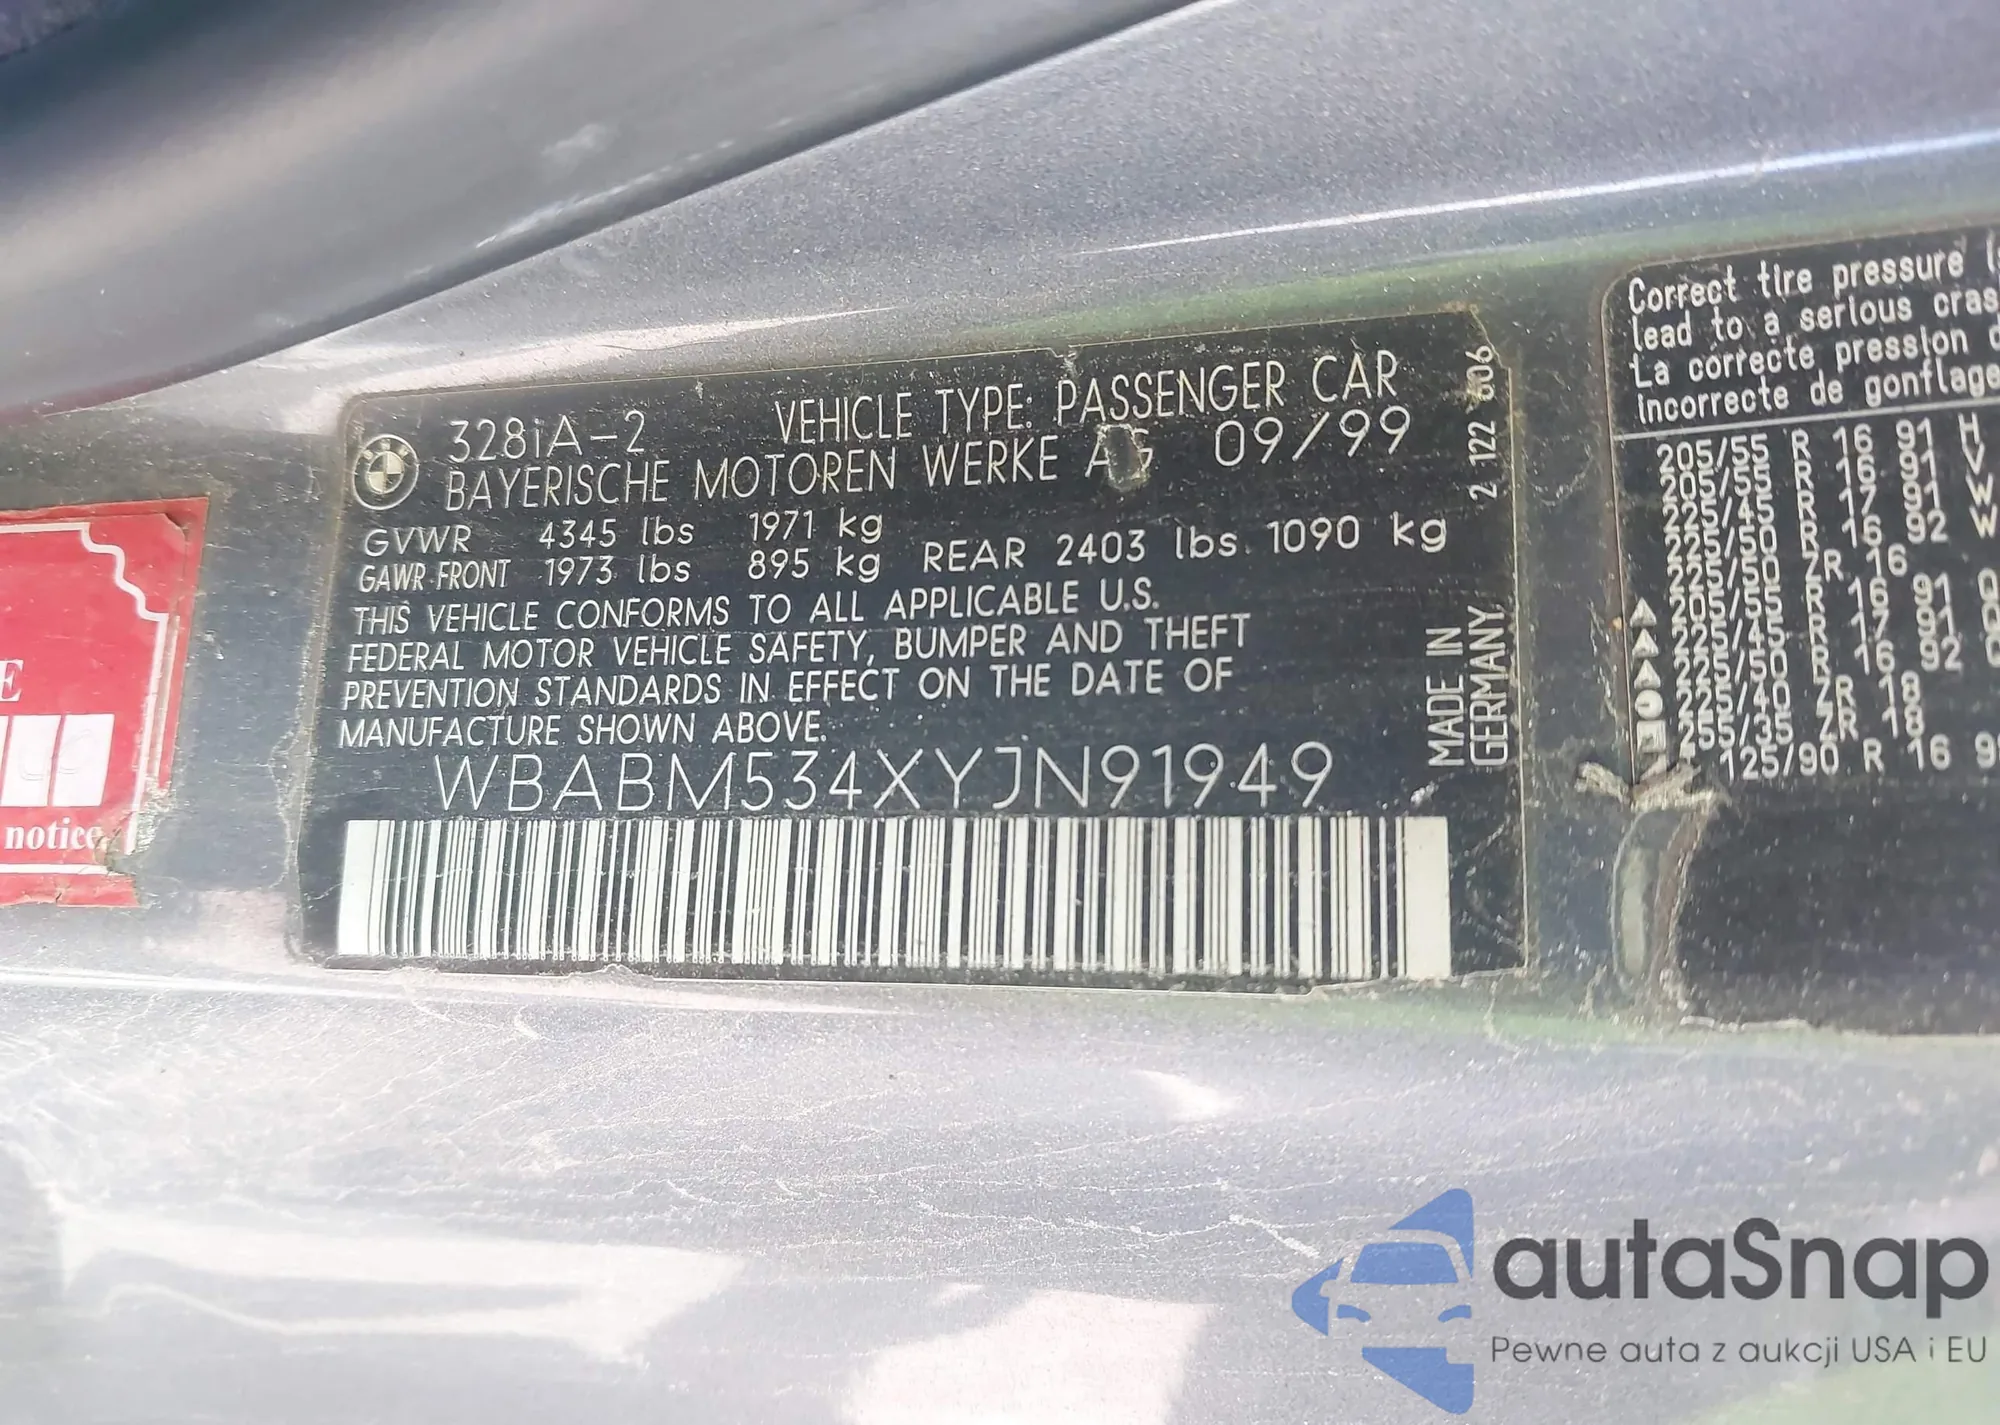 328iA-2 VEHICLE TYPE: PASSENGER CAR
BAYERISCHE MOTOREN WERKE AG 09/99
GVWR 4345 lbs 1971 kg
GAWR FRONT 1973 lbs 895 kg REAR 2403 lbs 1090 kg
THIS VEHICLE CONFORMS TO ALL APPLICABLE U.S.
FEDERAL MOTOR VEHICLE SAFETY, BUMPER AND THEFT
PREVENTION STANDARDS IN EFFECT ON THE DATE OF
MANUFACTURE SHOWN ABOVE.
WBABM534XYJN91949
2 122
MADE IN
GERMANY
E
notice
Correct tire pressure
lead to a serious
La correcte pression
incorrecte de
205/55 R 16 91 H
205/55 R 16 91 V
225/45 R 17 91 W
225/50 R 16 92 W
225/50 ZR 16
205/55 R 16 91 Q
225/45 R 17 91 Q
225/50 R 16 92 Q
225/40 ZR 18
255/35 ZR 18
125/90 R 16
autaSnap
Pewne auta z aukcji USA i EU